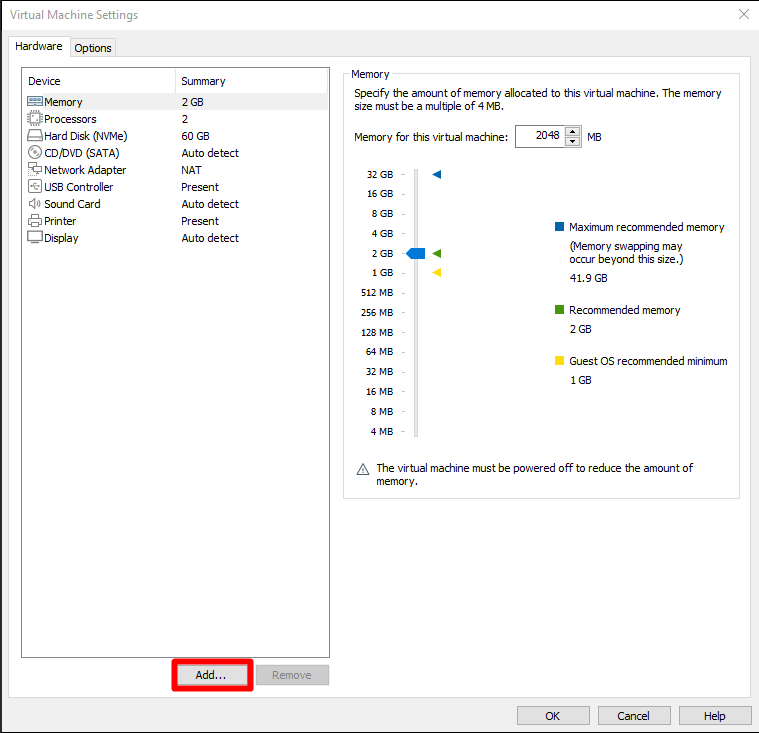 Virtual Machine Settings
Hardware
Options
Device Summary
Memory 2 GB
Processors 2
Hard Disk (NVMe) 60 GB
CD/DVD (SATA) Auto detect
Network Adapter NAT
USB Controller Present
Sound Card Auto detect
Printer Present
Display Auto detect
Add...
Remove
Memory
Specify the amount of memory allocated to this virtual machine. The memory
size must be a multiple of 4 MB.
Memory for this virtual machine: 2048 MB
32 GB
16 GB
8 GB
4 GB
2 GB
1 GB
512 MB
256 MB
128 MB
64 MB
32 MB
16 MB
8 MB
4 MB
Maximum recommended memory
(Memory swapping may
occur beyond this size.)
41.9 GB
Recommended memory
2 GB
Guest OS recommended minimum
1 GB
The virtual machine must be powered off to reduce the amount of
memory.
OK
Cancel
Help